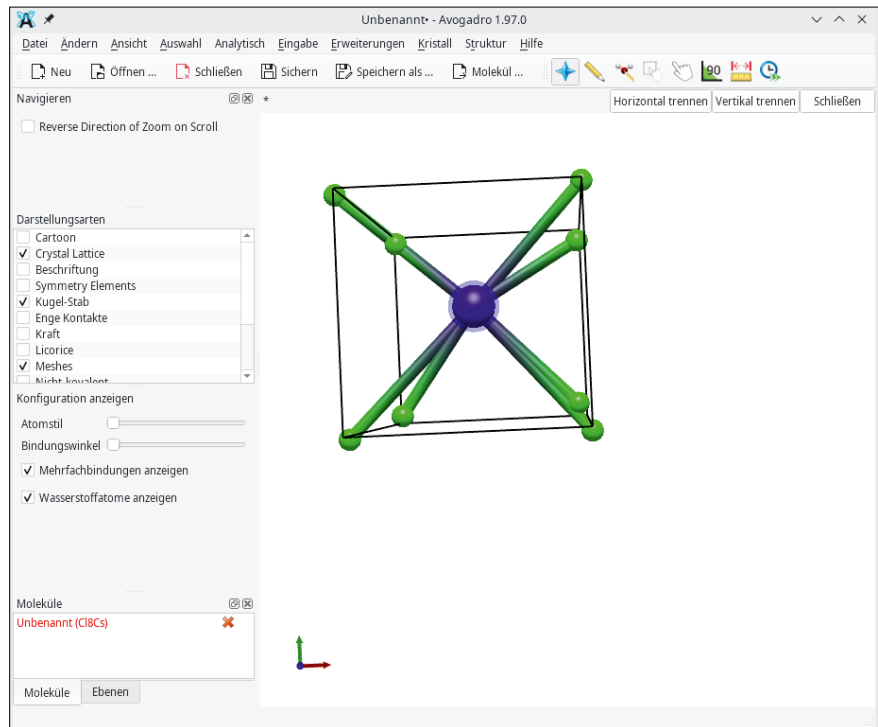 Unbenannt• - Avogadro 1.97.0
Datei Ändern Ansicht Auswahl Analytisch Eingabe Erweiterungen Kristall Struktur Hilfe
Neu Öffnen ... Schließen Sichern Speichern als ... Molekül ... 90
Navigieren
*
Horizontal trennen Vertikal trennen Schließen
Reverse Direction of Zoom on Scroll
Darstellungsarten
Cartoon
Crystal Lattice
Beschriftung
Symmetry Elements
Kugel-Stab
Enge Kontakte
Kraft
Licorice
Meshes
Nicht-kovalent
Konfiguration anzeigen
Atomstil
Bindungswinkel
Mehrfachbindungen anzeigen
Wasserstoffatome anzeigen
Moleküle
Unbenannt (Cl8Cs)
Moleküle Ebenen